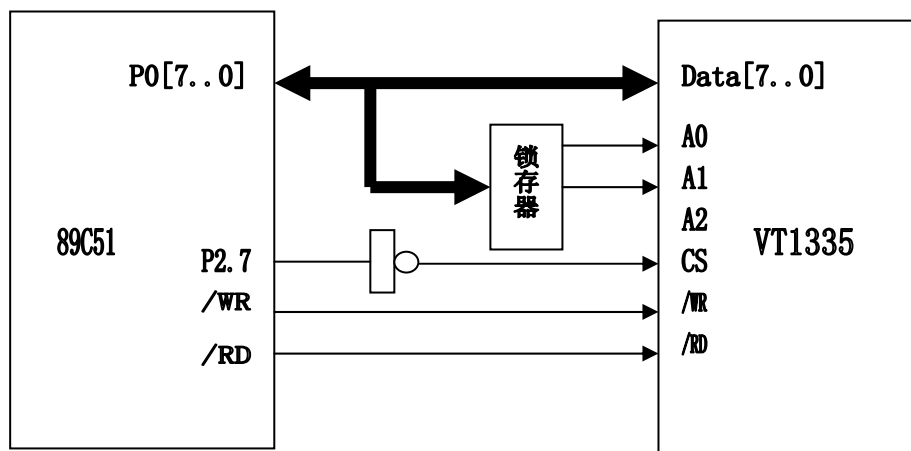 P0[7..0]
Data[7..0]
A0
锁存器
A1
A2
89C51
VT1335
P2.7
CS
/WR
/WR
/RD
/RD